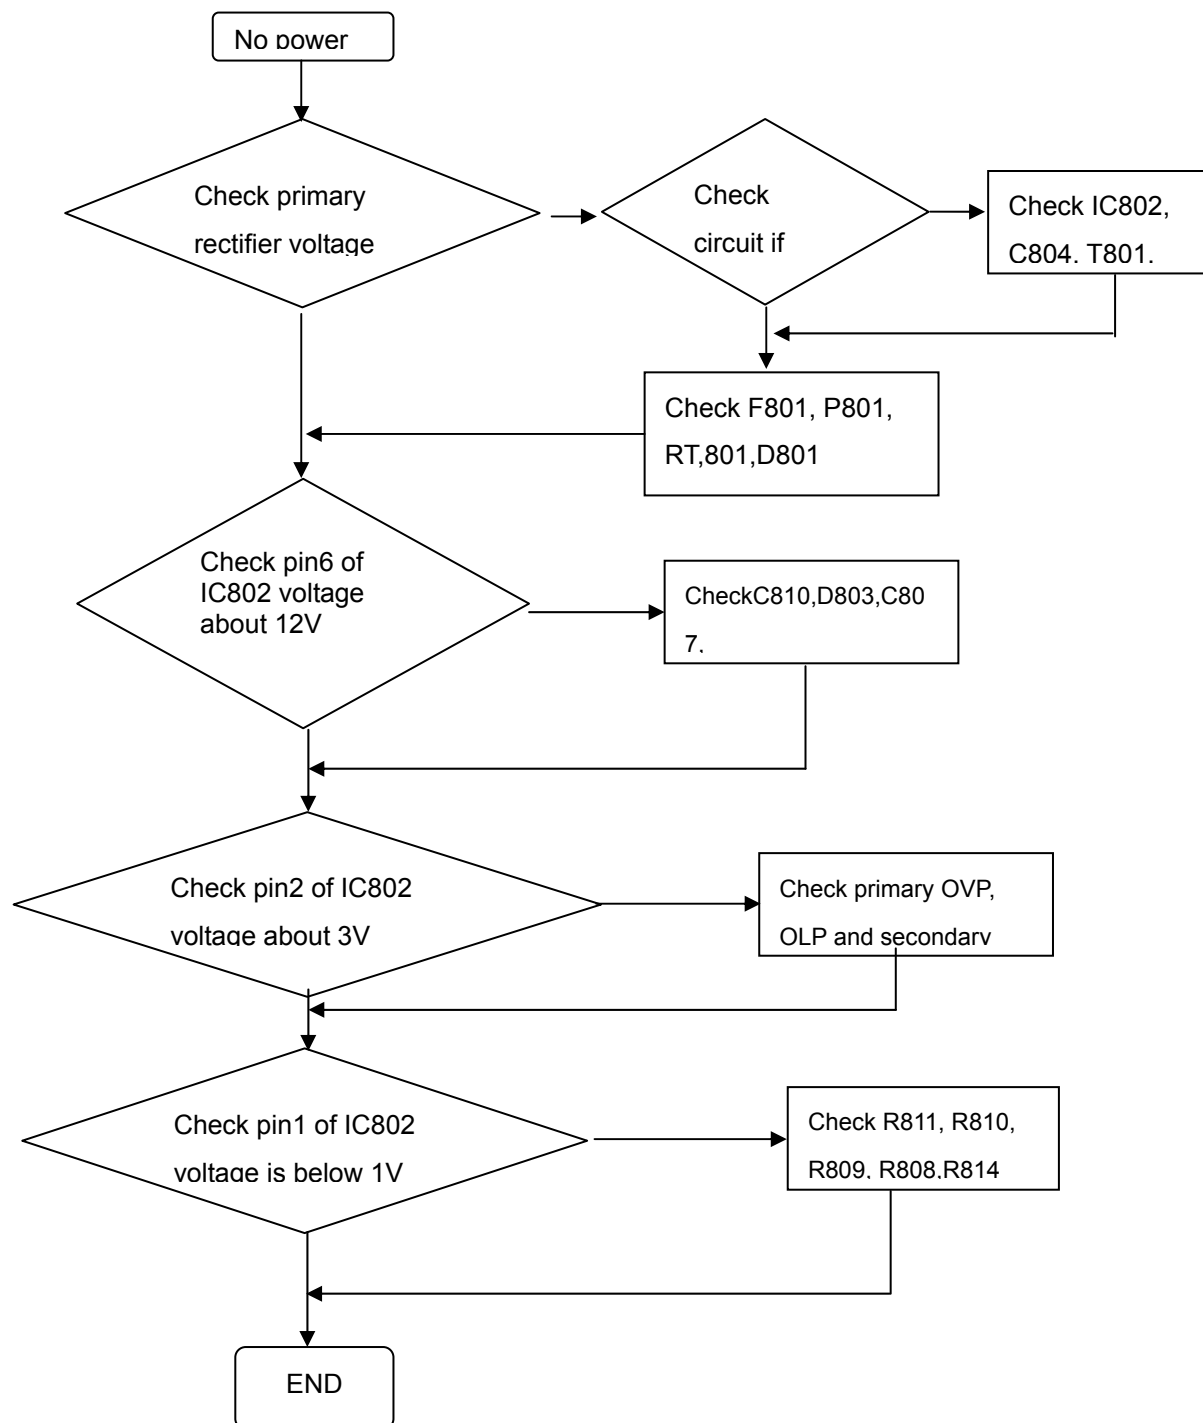 No power
Check primary
rectifier voltage
Check
circuit if
Check IC802,
C804, T801,
Check F801, P801,
RT,801,D801
Check pin6 of
IC802 voltage
about 12V
CheckC810,D803,C80
7,
Check pin2 of IC802
voltage about 3V
Check primary OVP,
OLP and secondary
Check pin1 of IC802
voltage is below 1V
Check R811, R810,
R809, R808,R814
END